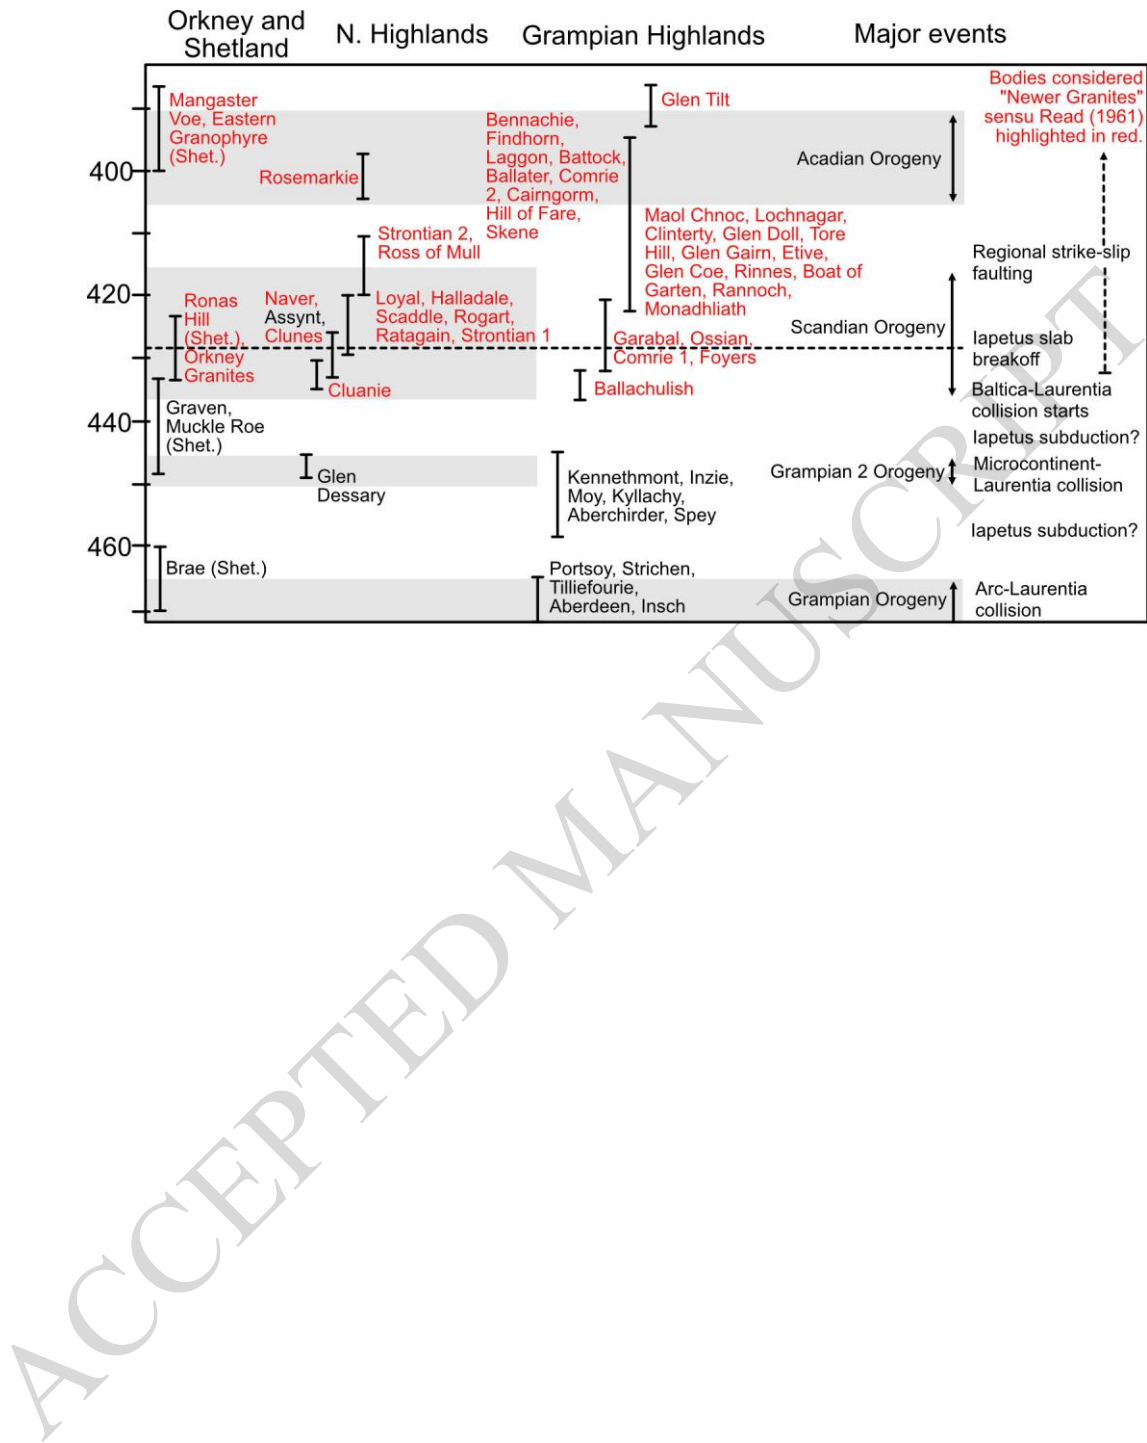 Orkney and
Shetland
N. Highlands
Grampian Highlands
Major events
400
420
440
460
Mangaster
Voe, Eastern
Granophyre
(Shet.)
Ronas
Hill
(Shet.),
Orkney
Granites
Graven,
Muckle Roe
(Shet.)
Brae (Shet.)
Rosemarkie
Strontian 2,
Ross of Mull
Naver,
Assynt,
Clunes
Loyal, Halladale,
Scaddle, Rogart,
Ratagain, Strontian 1
Cluanie
Glen
Dessary
Glen Tilt
Bennachie,
Findhorn,
Laggon, Battock,
Ballater, Comrie
2, Cairngorm,
Hill of Fare,
Skene
Maol Chnoc, Lochnagar,
Clinterty, Glen Doll, Tore
Hill, Glen Gairn, Etive,
Glen Coe, Rinnes, Boat of
Garten, Rannoch,
Monadhliath
Garabal, Ossian,
Comrie 1, Foyers
Ballachulish
Kennethmont, Inzie,
Moy, Kyllachy,
Aberchirder, Spey
Portsoy, Strichen,
Tilliefourie,
Aberdeen, Insch
Acadian Orogeny
Scandian Orogeny
Grampian 2 Orogeny
Grampian Orogeny
Bodies considered
"Newer Granites"
sensu Read (1961)
highlighted in red.
Regional strike-slip
faulting
Iapetus slab
breakoff
Baltica-Laurentia
collision starts
Iapetus subduction?
Microcontinent-
Laurentia collision
Iapetus subduction?
Arc-Laurentia
collision
ACCEPTED MANUSCRIPT